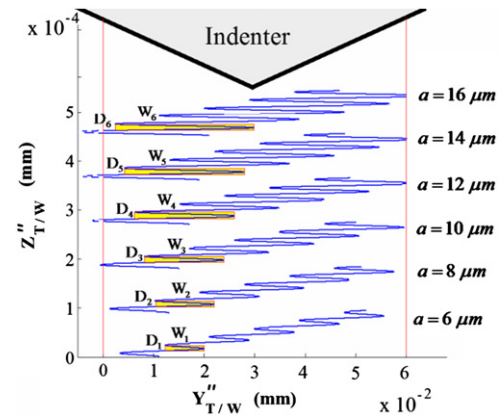 x 10⁻⁴
Indenter
5
4
3
2
1
0
Z''T/W (mm)
D₆ W₆
D₅ W₅
D₄ W₄
D₃ W₃
D₂ W₂
D₁ W₁
a = 16 μm
a = 14 μm
a = 12 μm
a = 10 μm
a = 8 μm
a = 6 μm
0 1 2 3 4 5 6
Y''T/W (mm)
x 10⁻²